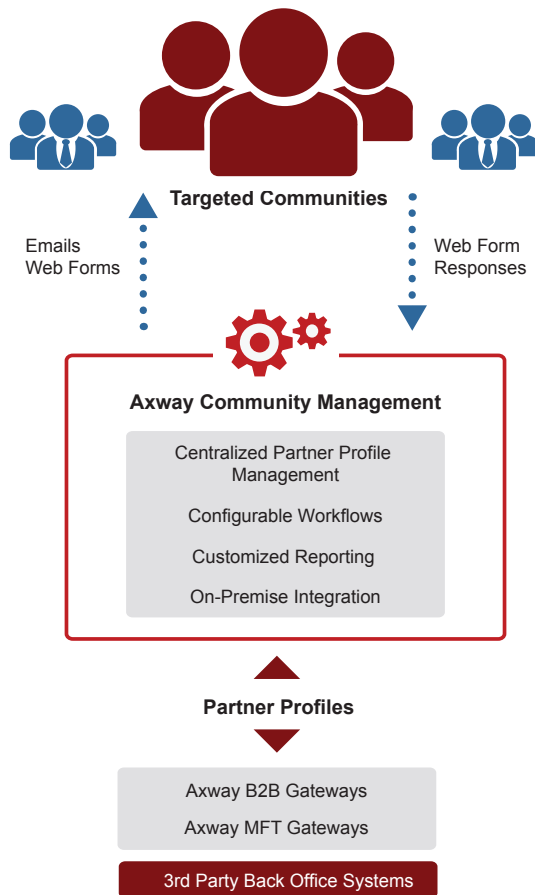 Targeted Communities
Emails
Web Forms
Web Form
Responses
Axway Community Management
Centralized Partner Profile
Management
Configurable Workflows
Customized Reporting
On-Premise Integration
Partner Profiles
Axway B2B Gateways
Axway MFT Gateways
3rd Party Back Office Systems